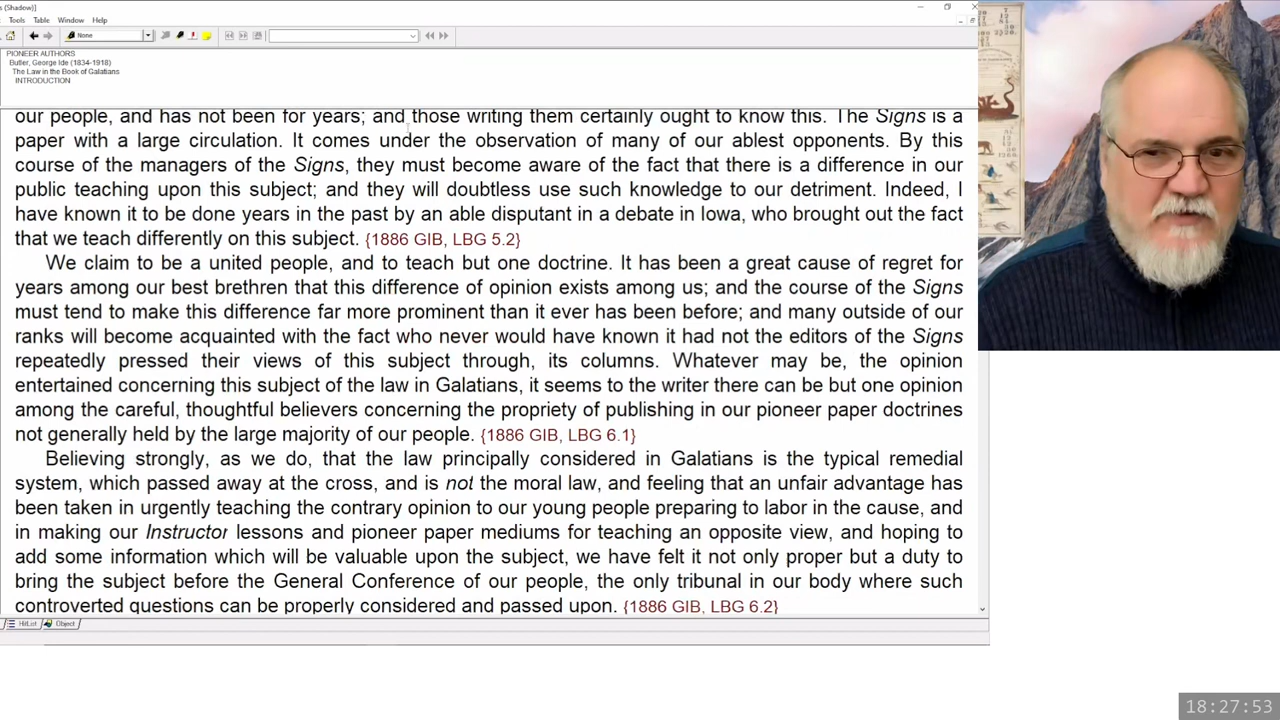 s (Shadow)]
Tools Table Window Help
None
PIONEER AUTHORS
Butler, George Ide (1834-1918)
The Law in the Book of Galatians
INTRODUCTION
our people, and has not been for years; and those writing them certainly ought to know this. The Signs is a
paper with a large circulation. It comes under the observation of many of our ablest opponents. By this
course of the managers of the Signs, they must become aware of the fact that there is a difference in our
public teaching upon this subject; and they will doubtless use such knowledge to our detriment. Indeed, I
have known it to be done years in the past by an able disputant in a debate in Iowa, who brought out the fact
that we teach differently on this subject. {1886 GIB, LBG 5.2}
We claim to be a united people, and to teach but one doctrine. It has been a great cause of regret for
years among our best brethren that this difference of opinion exists among us; and the course of the Signs
must tend to make this difference far more prominent than it ever has been before; and many outside of our
ranks will become acquainted with the fact who never would have known it had not the editors of the Signs
repeatedly pressed their views of this subject through, its columns. Whatever may be, the opinion
entertained concerning this subject of the law in Galatians, it seems to the writer there can be but one opinion
among the careful, thoughtful believers concerning the propriety of publishing in our pioneer paper doctrines
not generally held by the large majority of our people. {1886 GIB, LBG 6.1}
Believing strongly, as we do, that the law principally considered in Galatians is the typical remedial
system, which passed away at the cross, and is not the moral law, and feeling that an unfair advantage has
been taken in urgently teaching the contrary opinion to our young people preparing to labor in the cause, and
in making our Instructor lessons and pioneer paper mediums for teaching an opposite view, and hoping to
add some information which will be valuable upon the subject, we have felt it not only proper but a duty to
bring the subject before the General Conference of our people, the only tribunal in our body where such
controverted questions can be properly considered and passed upon. {1886 GIB, LBG 6.2}
HitList Object
18:27:53